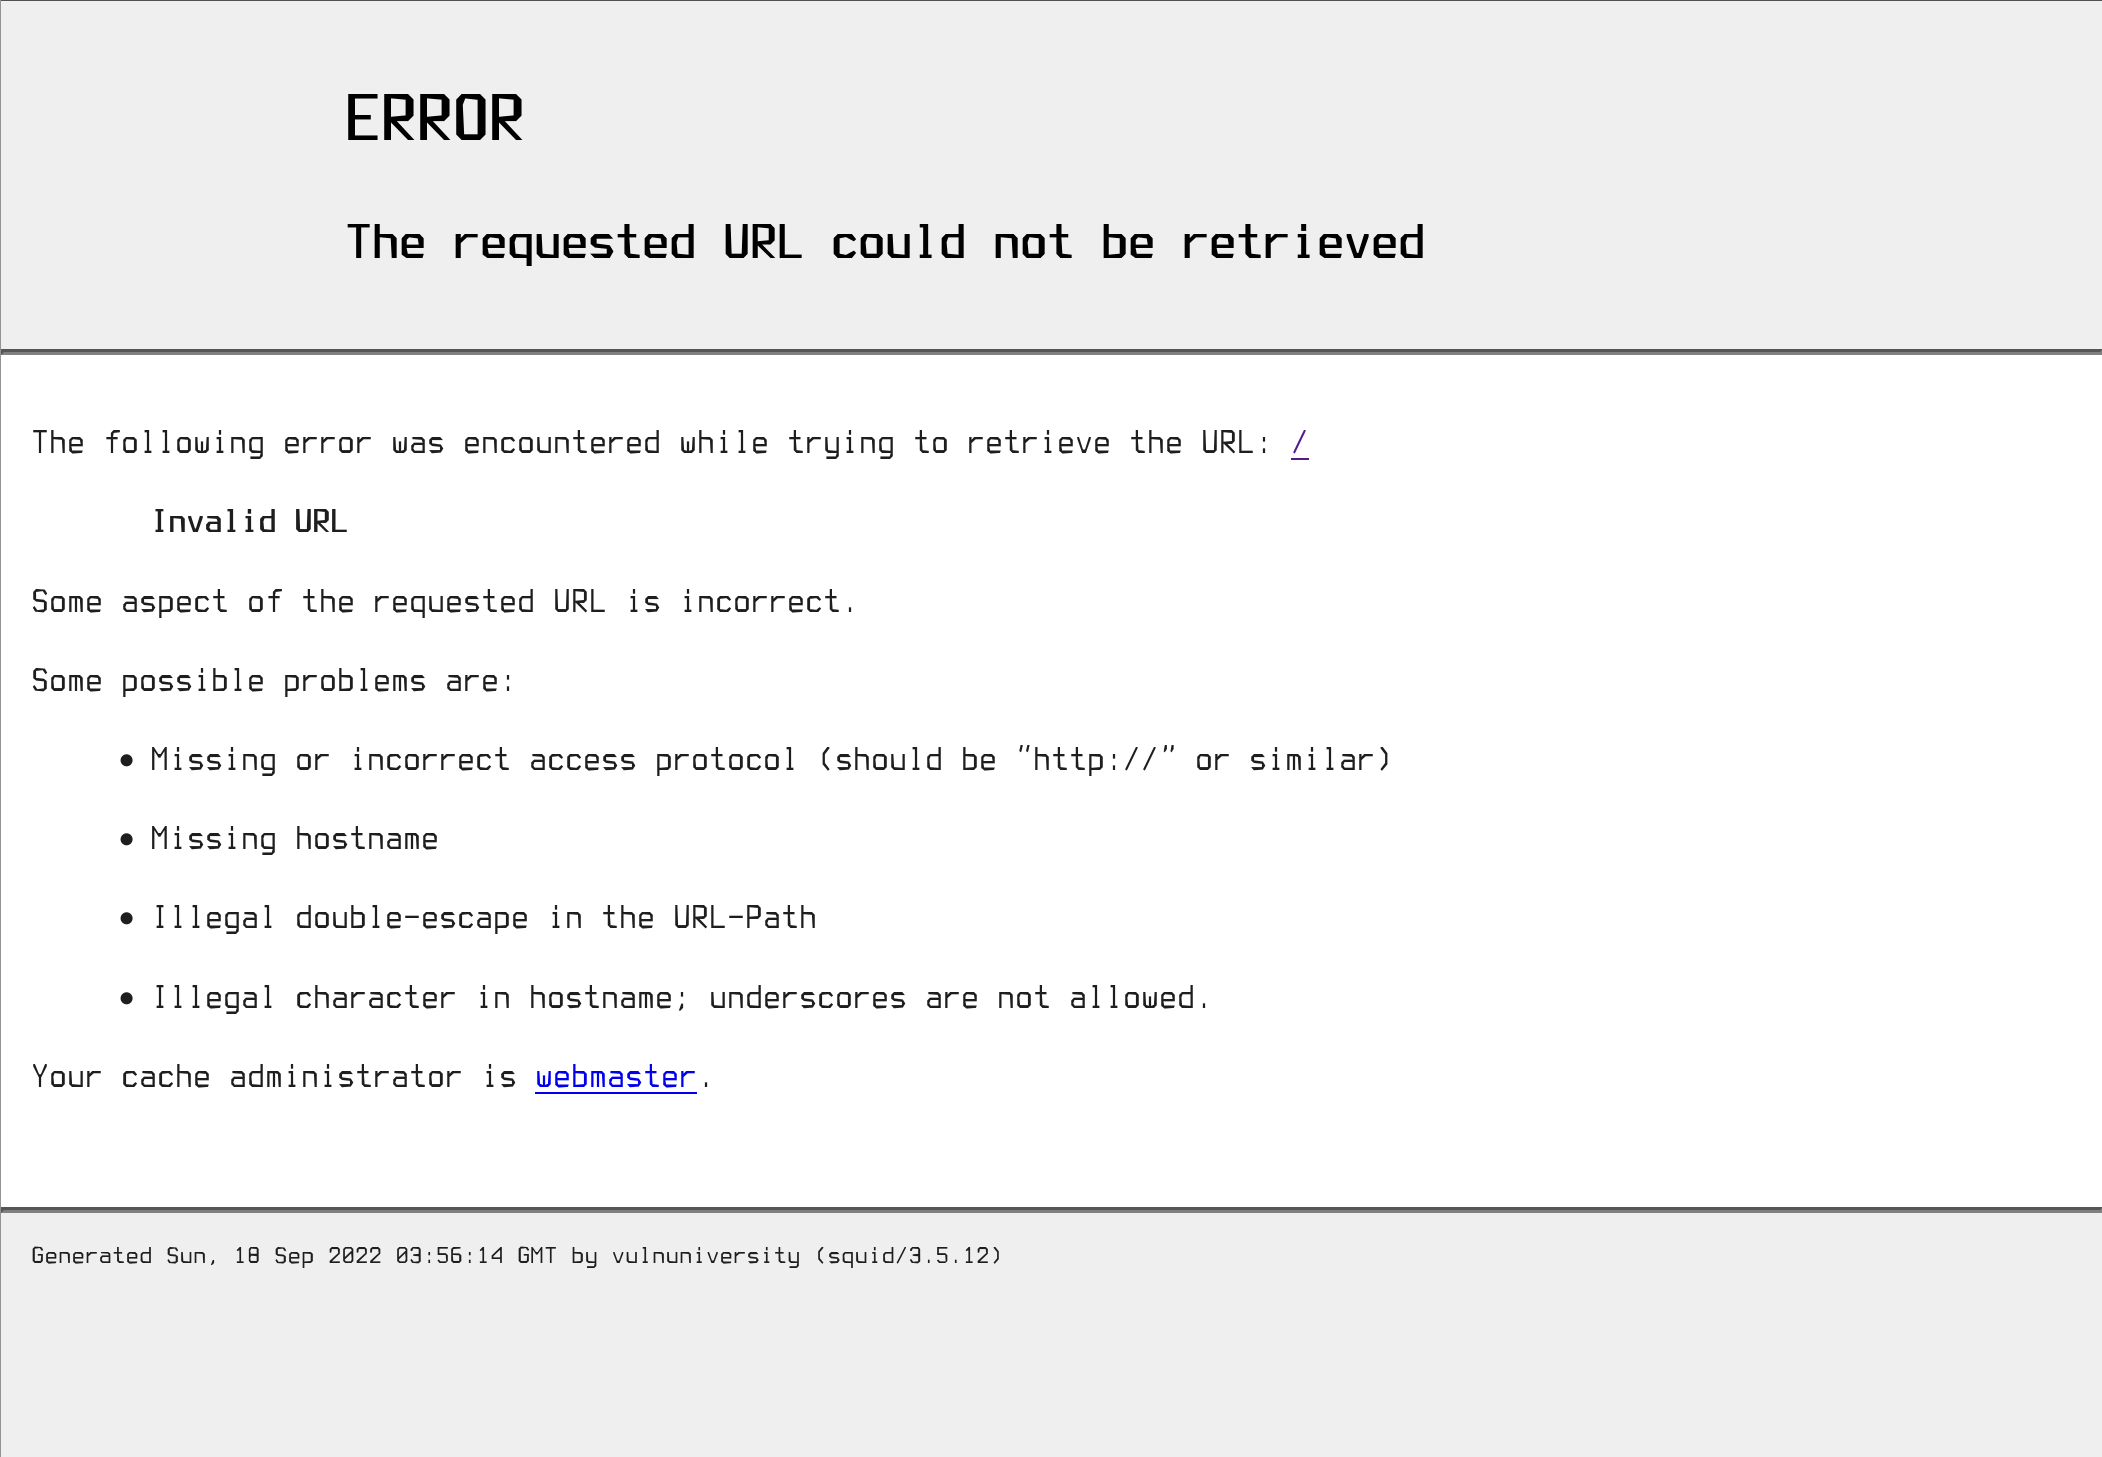 ERROR
The requested URL could not be retrieved
The following error was encountered while trying to retrieve the URL: /
Invalid URL
Some aspect of the requested URL is incorrect.
Some possible problems are:
• Missing or incorrect access protocol (should be "http://" or similar)
• Missing hostname
• Illegal double-escape in the URL-Path
• Illegal character in hostname; underscores are not allowed.
Your cache administrator is webmaster.
Generated Sun, 18 Sep 2022 03:56:14 GMT by vulnuniversity (squid/3.5.12)